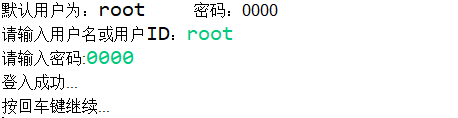 默认用户为：root    密码：0000
请输入用户名或用户ID：root
请输入密码:0000
登入成功...
按回车键继续...